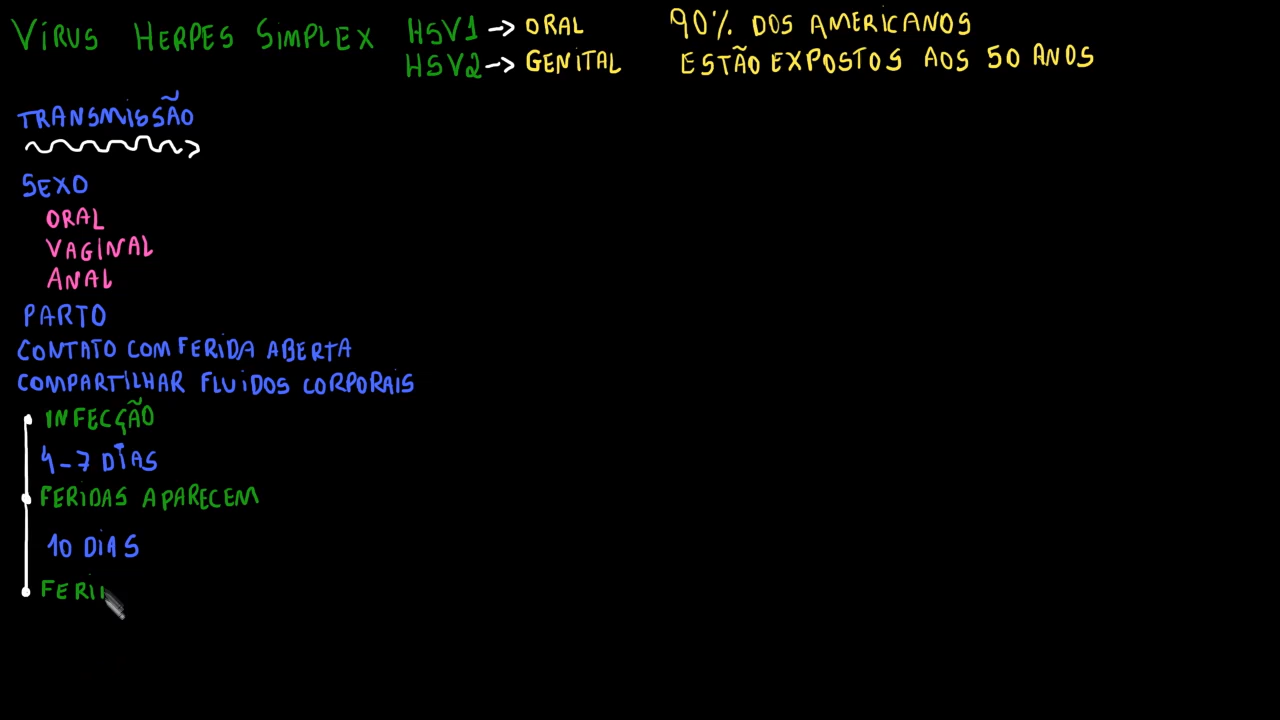 VÍRUS HERPES SIMPLEX HSV1 → ORAL
HSV2 → GENITAL
90% DOS AMERICANOS
ESTÃO EXPOSTOS AOS 50 ANOS
TRANSMISSÃO
SEXO
ORAL
VAGINAL
ANAL
PARTO
CONTATO COM FERIDA ABERTA
COMPARTILHAR FLUIDOS CORPORAIS
INFECÇÃO
4-7 DIAS
FERIDAS APARECEM
10 DIAS
FERI